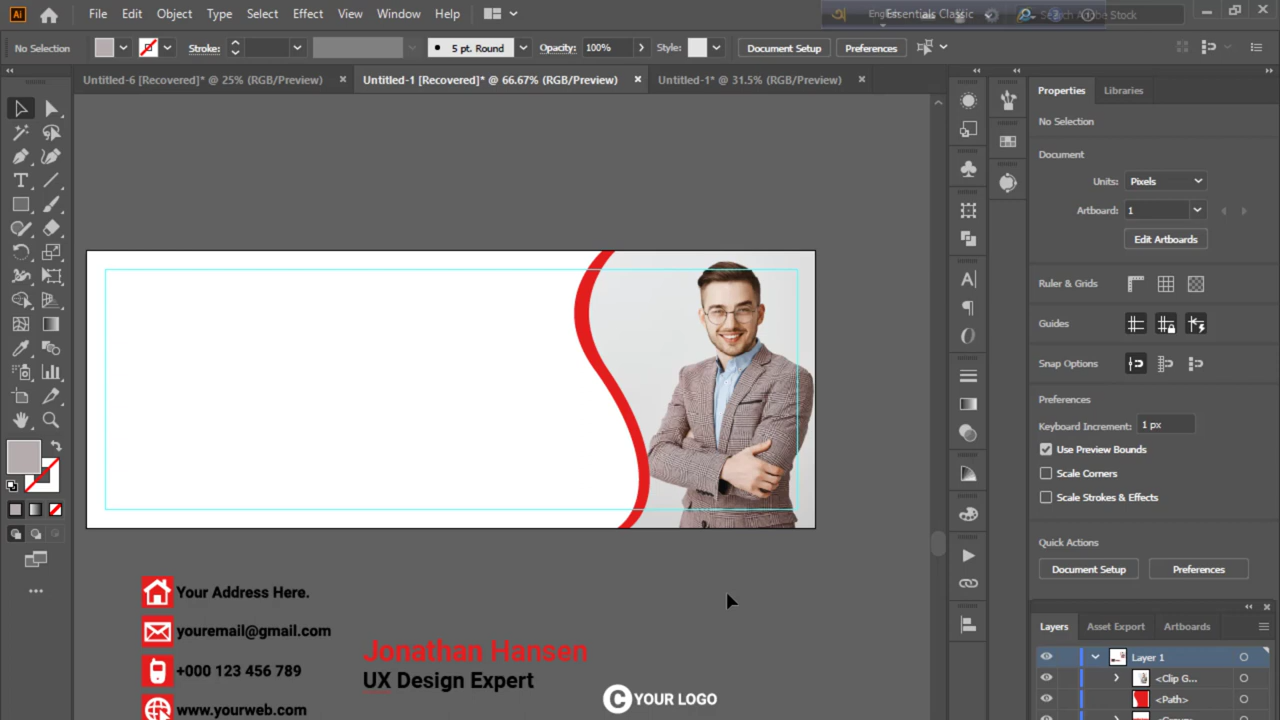 Ai File Edit Object Type Select Effect View Window Help Essentials Classic Search Adobe Stock
No Selection Stroke: 5 pt. Round Opacity: 100% Style: Document Setup Preferences
Untitled-6 [Recovered]* @ 25% (RGB/Preview) Untitled-1 [Recovered]* @ 66.67% (RGB/Preview) Untitled-1* @ 31.5% (RGB/Preview)
Properties Libraries
No Selection
Document
Units: Pixels
Artboard: 1
Edit Artboards
Ruler & Grids
Guides
Snap Options
Preferences
Keyboard Increment: 1 px
Use Preview Bounds
Scale Corners
Scale Strokes & Effects
Quick Actions
Document Setup Preferences
Layers Asset Export Artboards
Layer 1
<Clip G...
<Path>
Your Address Here.
youremail@gmail.com
+000 123 456 789
www.yourweb.com
Jonathan Hansen
UX Design Expert
C YOUR LOGO